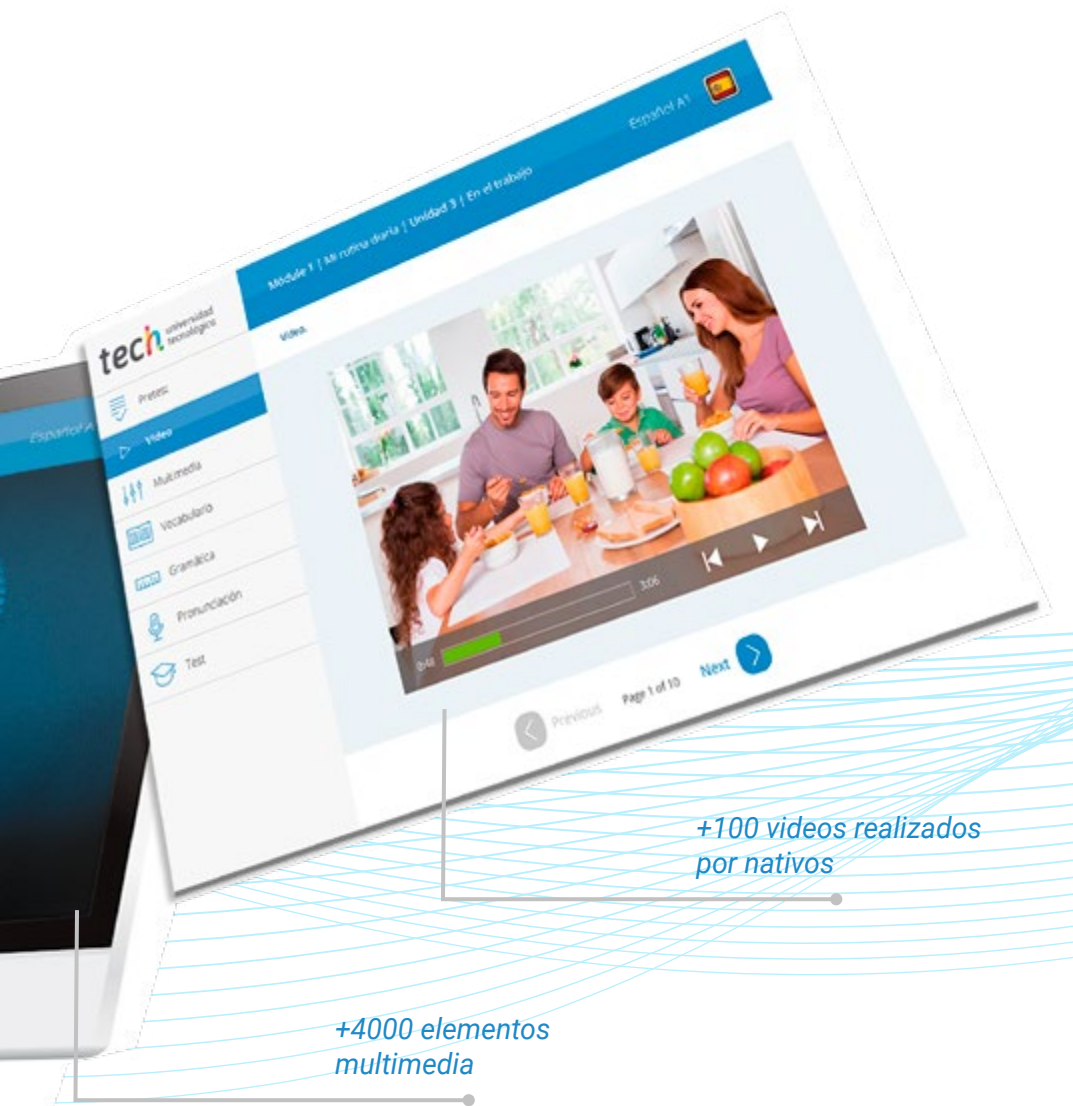 Español A1
Módule 1 | Mi rutina diaria | Unidad 3 | En el trabajo
tech universidad
tecnológica
Video
Pretest
Video
Multimedia
Vocabulario
Gramática
Pronunciación
Test
Español A
0:48
3:06
Previous
Page 1 of 10
Next
+100 videos realizados
por nativos
+4000 elementos
multimedia